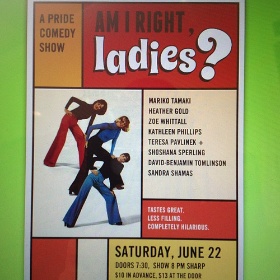 A PRIDE
COMEDY
SHOW
AM I RIGHT,
ladies?
MARIKO TAMAKI
HEATHER GOLD
ZOE WHITTALL
KATHLEEN PHILLIPS
TERESA PAVLINEK +
SHOSHANA SPERLING
DAVID-BENJAMIN TOMLINSON
SANDRA SHAMAS
TASTES GREAT.
LESS FILLING.
COMPLETELY HILARIOUS.
SATURDAY, JUNE 22
DOORS 7:30, SHOW 8 PM SHARP
$10 IN ADVANCE, $13 AT THE DOOR